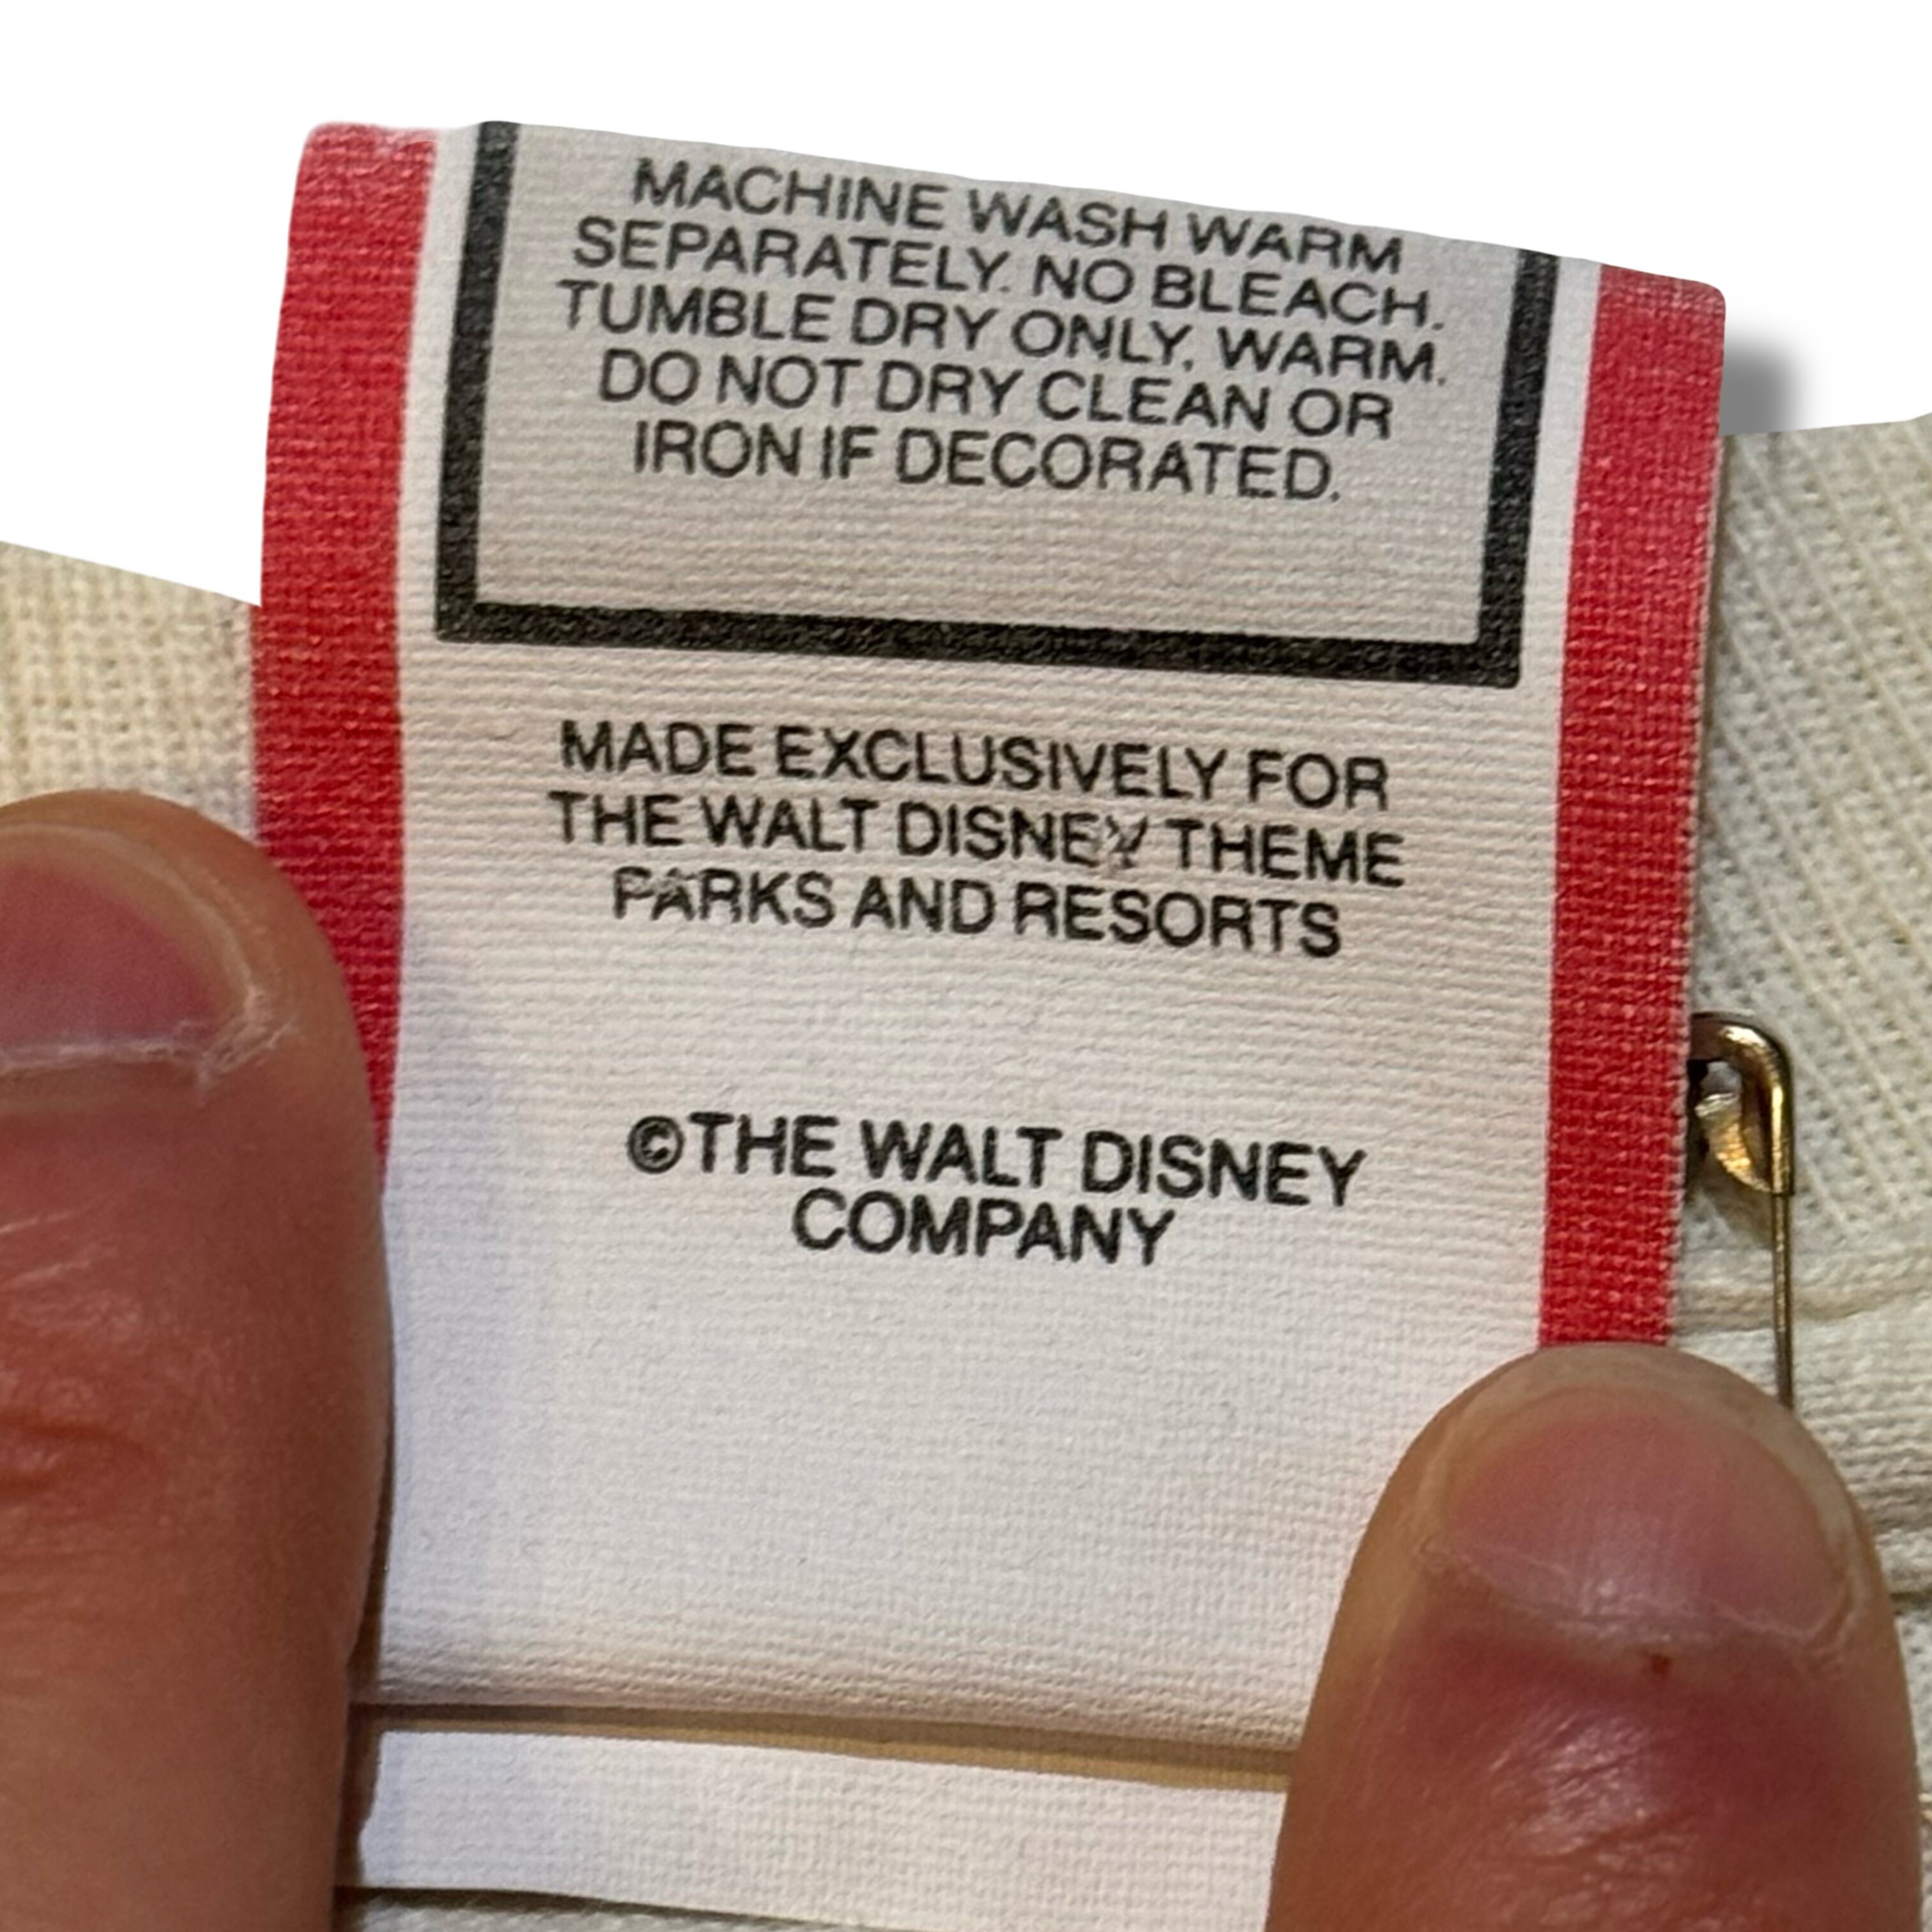 MACHINE WASH WARM
SEPARATELY. NO BLEACH.
TUMBLE DRY ONLY, WARM.
DO NOT DRY CLEAN OR
IRON IF DECORATED.
MADE EXCLUSIVELY FOR
THE WALT DISNEY THEME
PARKS AND RESORTS
©THE WALT DISNEY
COMPANY